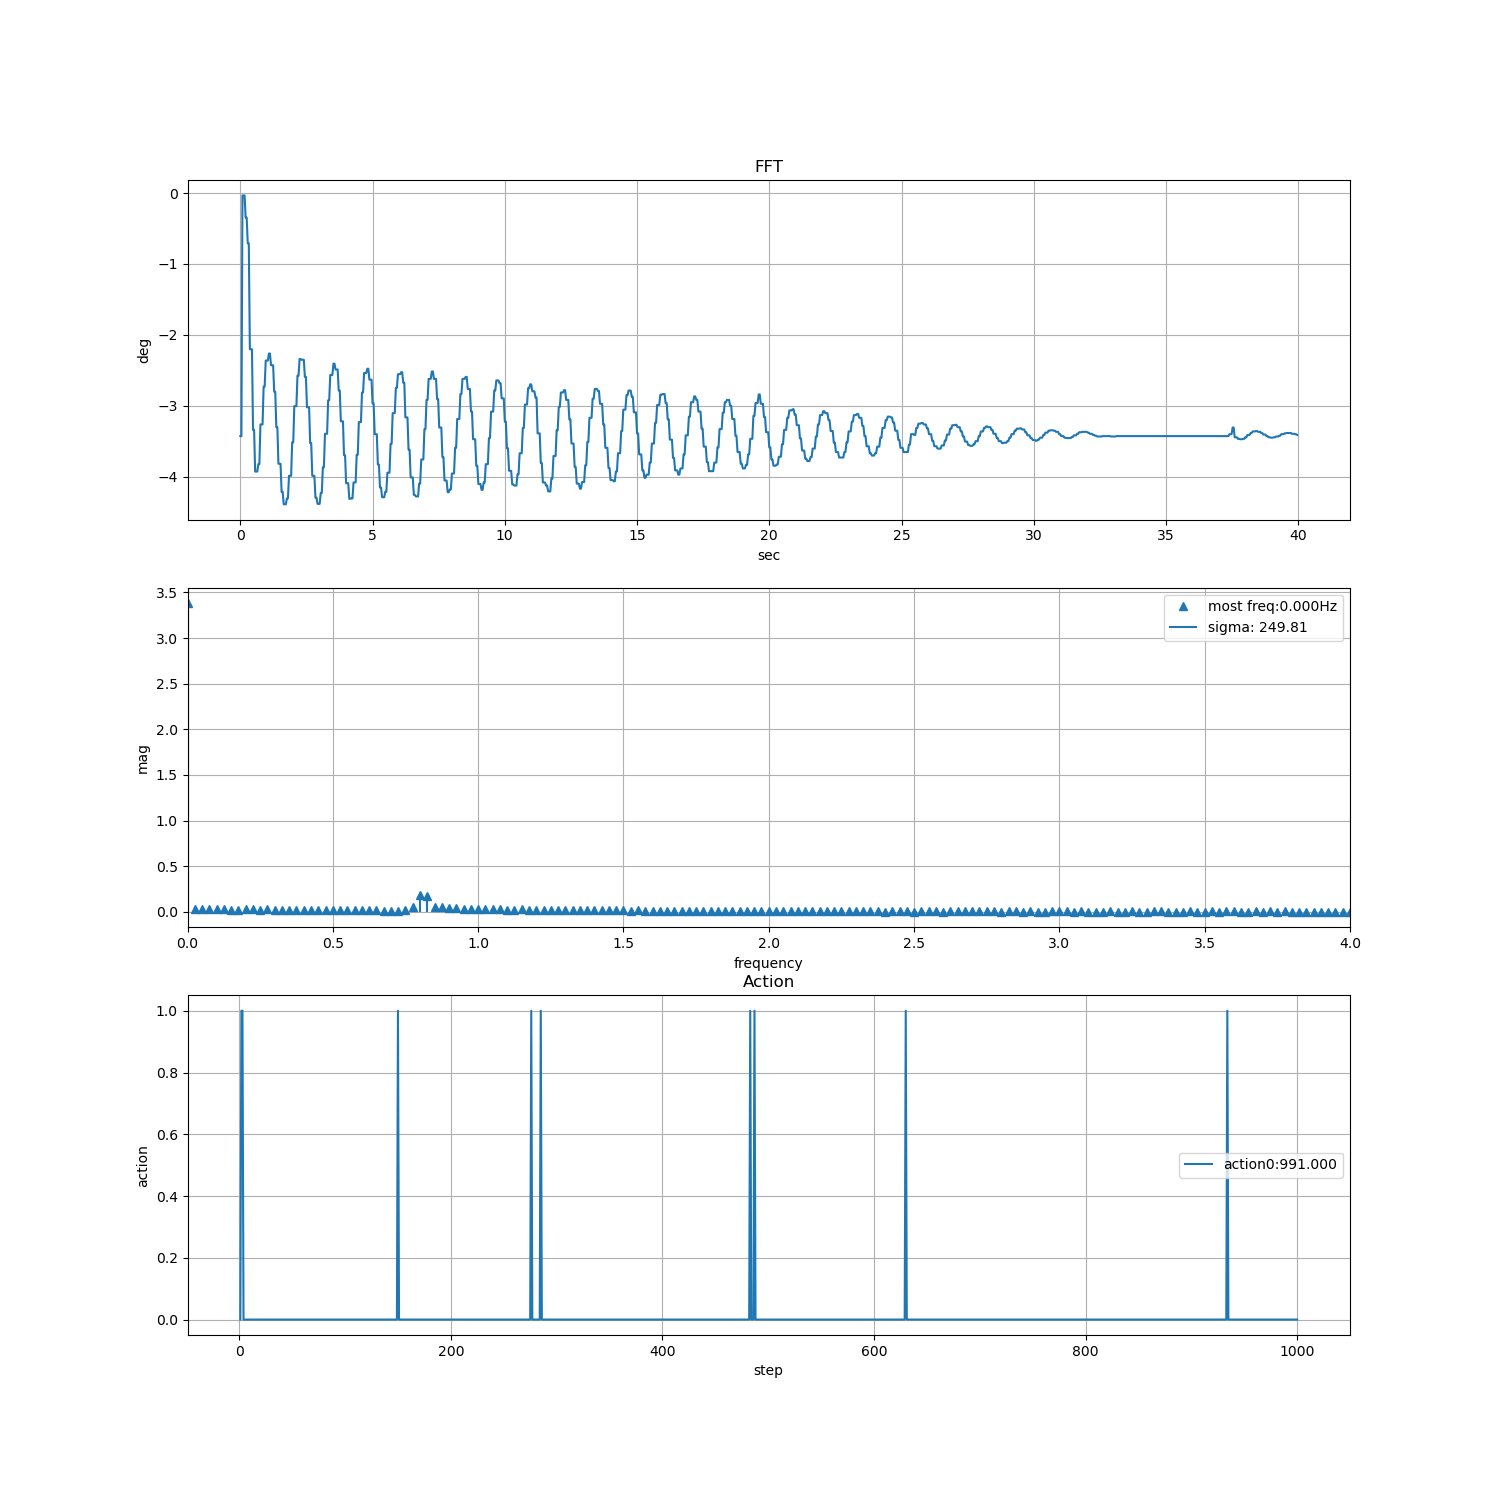 FFT
0
−1
−2
−3
−4
deg
0 5 10 15 20 25 30 35 40
sec
3.5
3.0
2.5
2.0
1.5
1.0
0.5
0.0
mag
most freq:0.000Hz
sigma: 249.81
0.0 0.5 1.0 1.5 2.0 2.5 3.0 3.5 4.0
frequency
Action
1.0
0.8
0.6
0.4
0.2
0.0
action
action0:991.000
0 200 400 600 800 1000
step